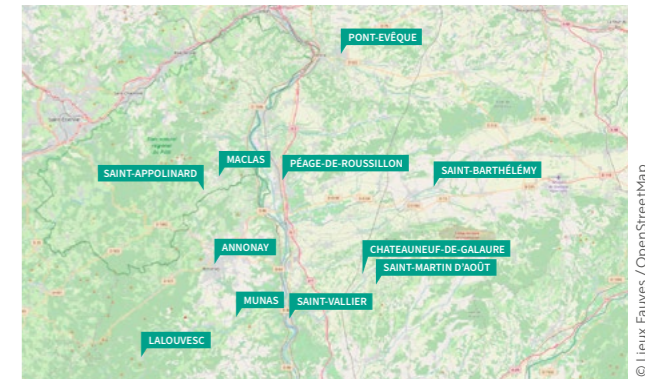 PONT-EVÊQUE
MACLAS
PÉAGE-DE-ROUSSILLON
SAINT-APPOLINARD
SAINT-BARTHÉLÉMY
ANNONAY
CHATEAUNEUF-DE-GALAURE
SAINT-MARTIN D'AOÛT
MUNAS
SAINT-VALLIER
LALOUVESC
© Lieux Fauves / OpenStreetMap